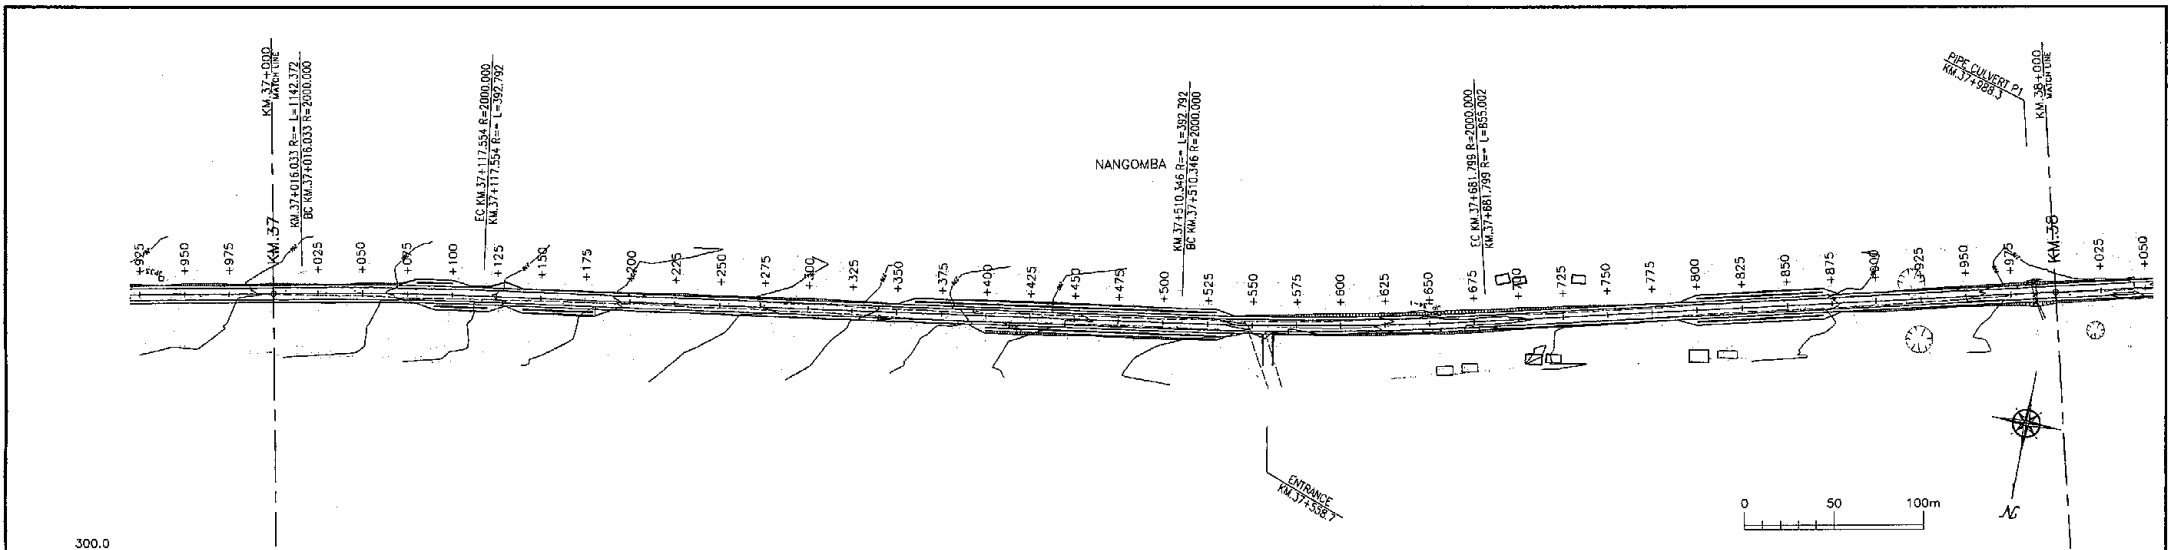 KM.37+000
MATCH LINE
KM.37+016.033 R=∞ L=1142.372
BC KM.37+016.033 R=2000.000
EC KM.37+117.554 R=2000.000
KM.37+117.554 R=∞ L=392.792
NANGOMBA
KM.37+510.346 R=∞ L=392.792
BC KM.37+510.346 R=2000.000
EC KM.37+681.799 R=2000.000
KM.37+681.799 R=∞ L=855.002
PIPE CULVERT P1
KM.37+988.3
KM.38+000
MATCH LINE
+925
+950
+975
KM.37
+025
+050
+075
+100
+125
+150
+175
+200
+225
+250
+275
+300
+325
+350
+375
+400
+425
+450
+475
+500
+525
+550
+575
+600
+625
+650
+675
+700
+725
+750
+775
+800
+825
+850
+875
+900
+925
+950
+975
KM.38
+025
+050
ENTRANCE
KM.37+558.7
0 50 100m
NG
300.0